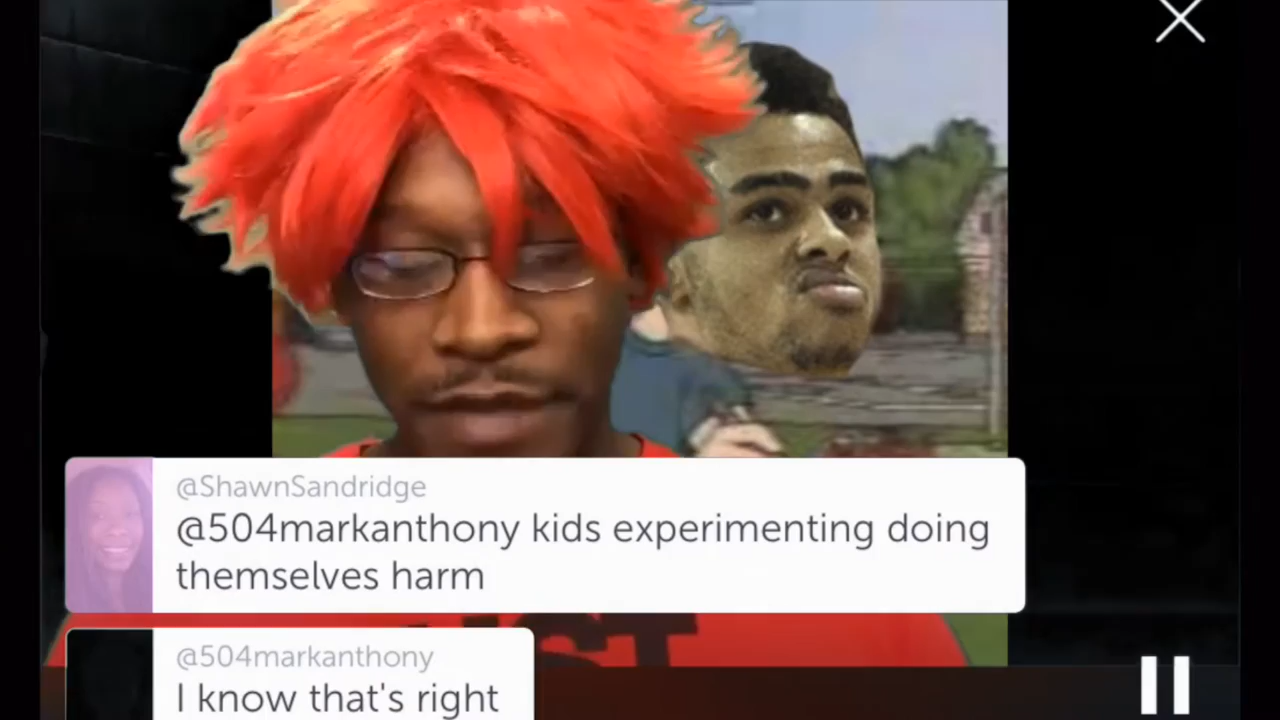 @ShawnSandridge
@504markanthony kids experimenting doing
themselves harm
@504markanthony
I know that's right